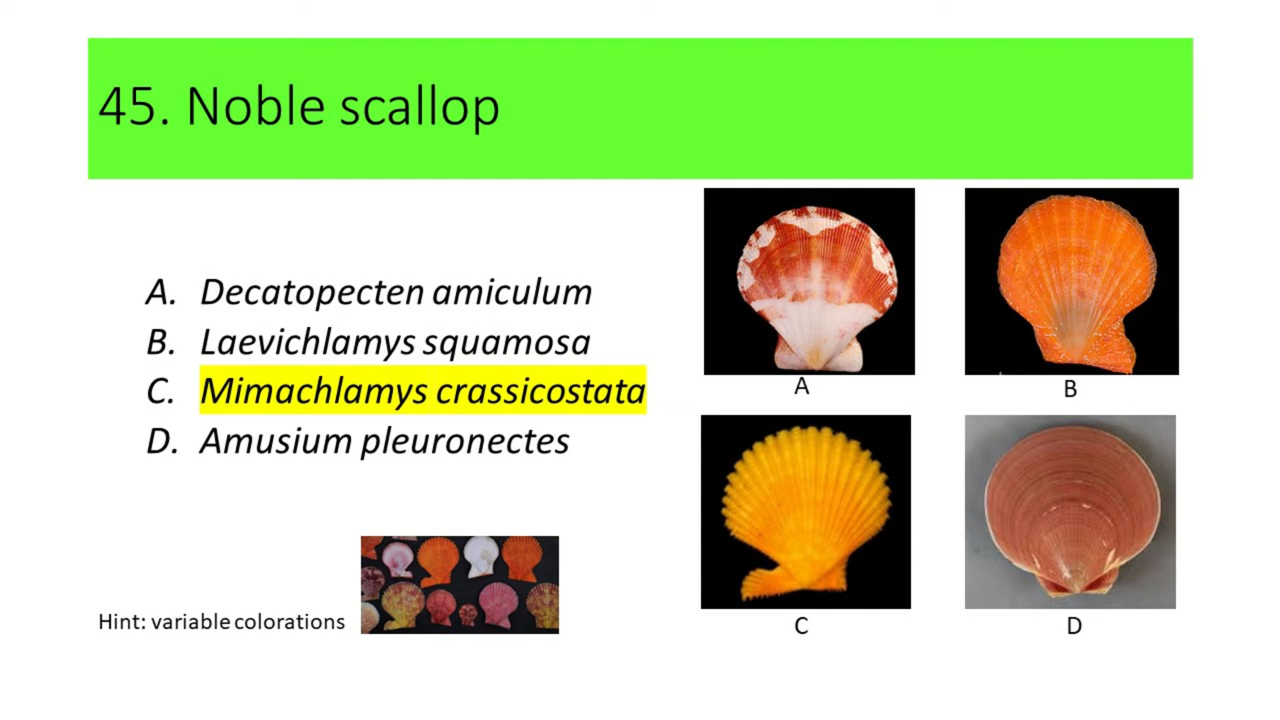 45. Noble scallop
A. Decatopecten amiculum
B. Laevichlamys squamosa
C. Mimachlamys crassicostata
D. Amusium pleuronectes
Hint: variable colorations
A
B
C
D